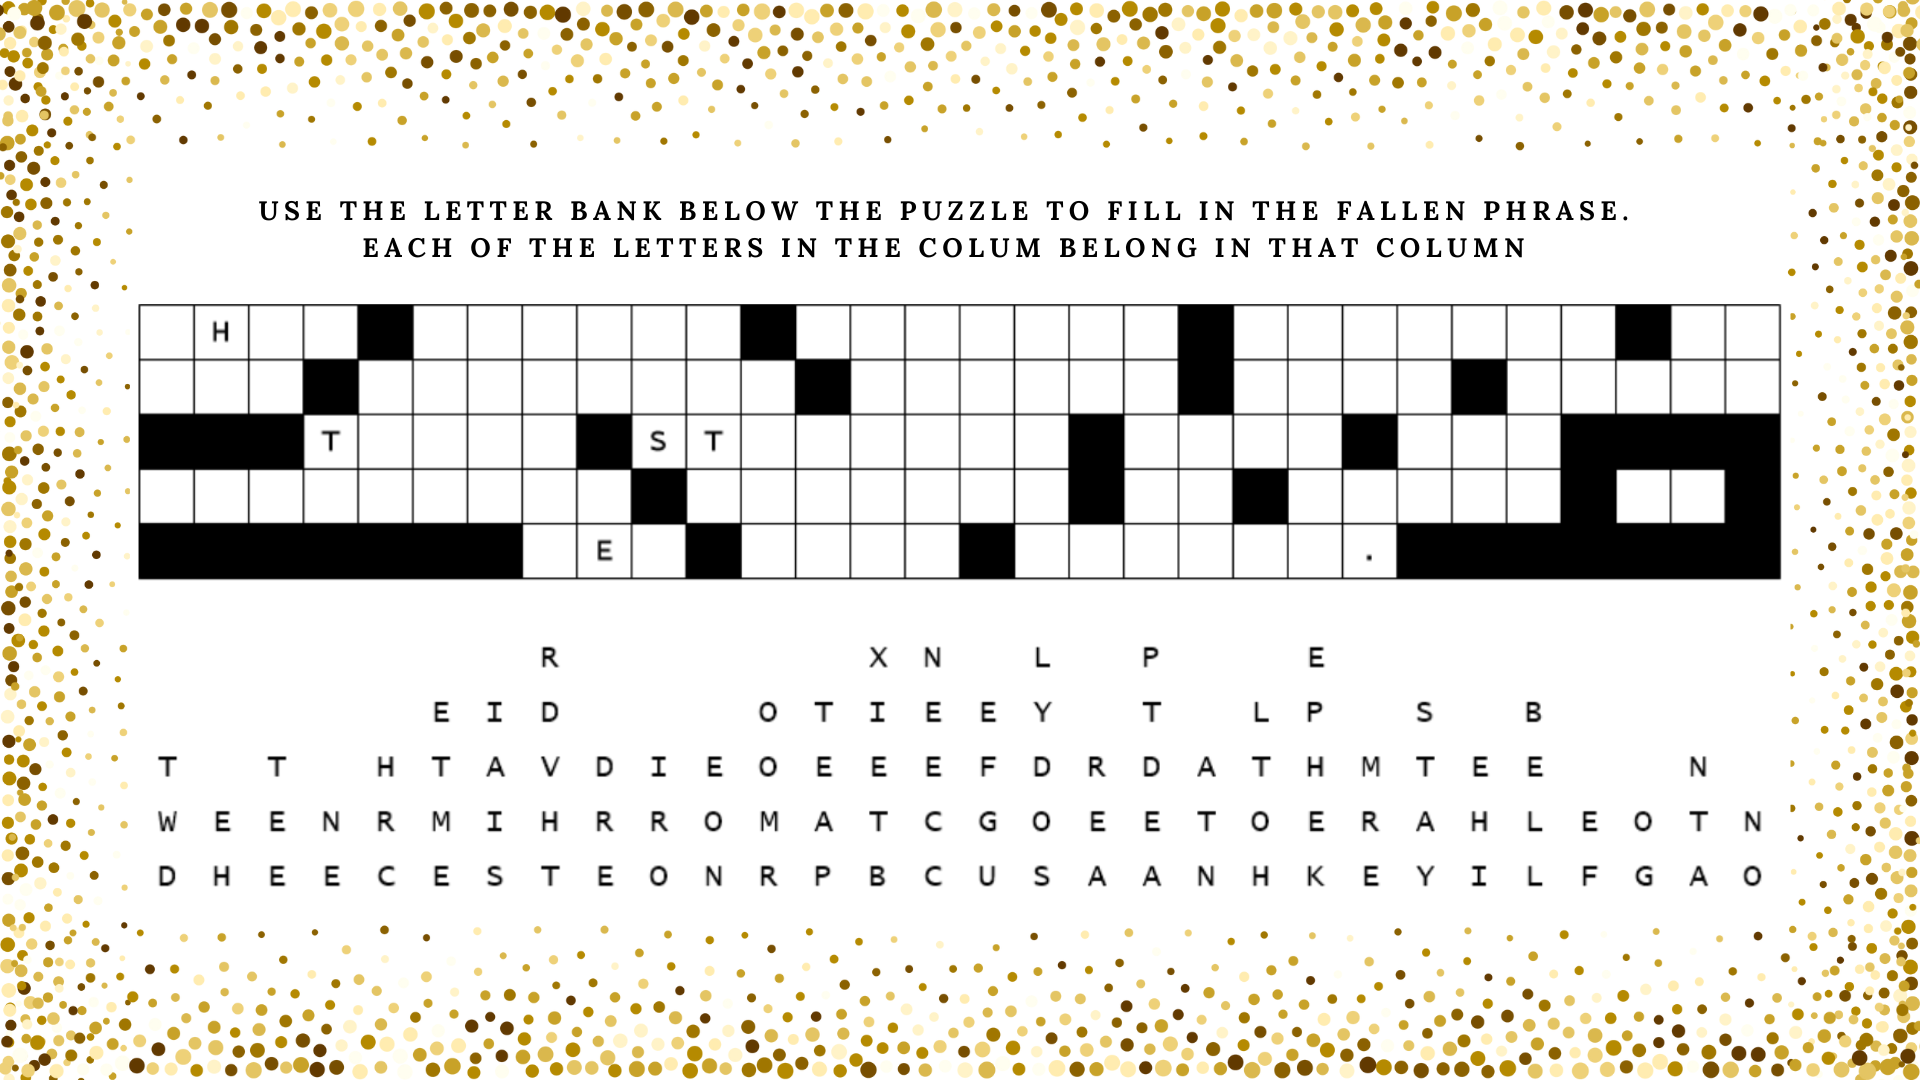 USE THE LETTER BANK BELOW THE PUZZLE TO FILL IN THE FALLEN PHRASE.
EACH OF THE LETTERS IN THE COLUM BELONG IN THAT COLUMN
H
T S T
E .
R X N L P E
E I D O T I E E Y T L P S B
T T H T A V D I E O E E E F D R D A T H M T E E N
W E E N R M I H R R O M A T C G O E E T O E R A H L E O T N
D H E E C E S T E O N R P B C U S A A N H K E Y I L F G A O